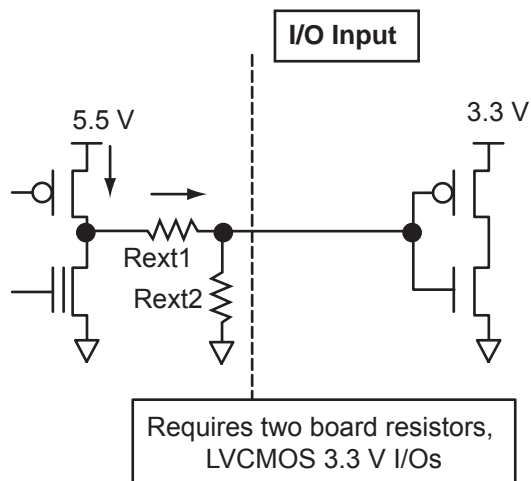 I/O Input
5.5 V
3.3 V
Rext1
Rext2
Requires two board resistors,
LVCMOS 3.3 V I/Os